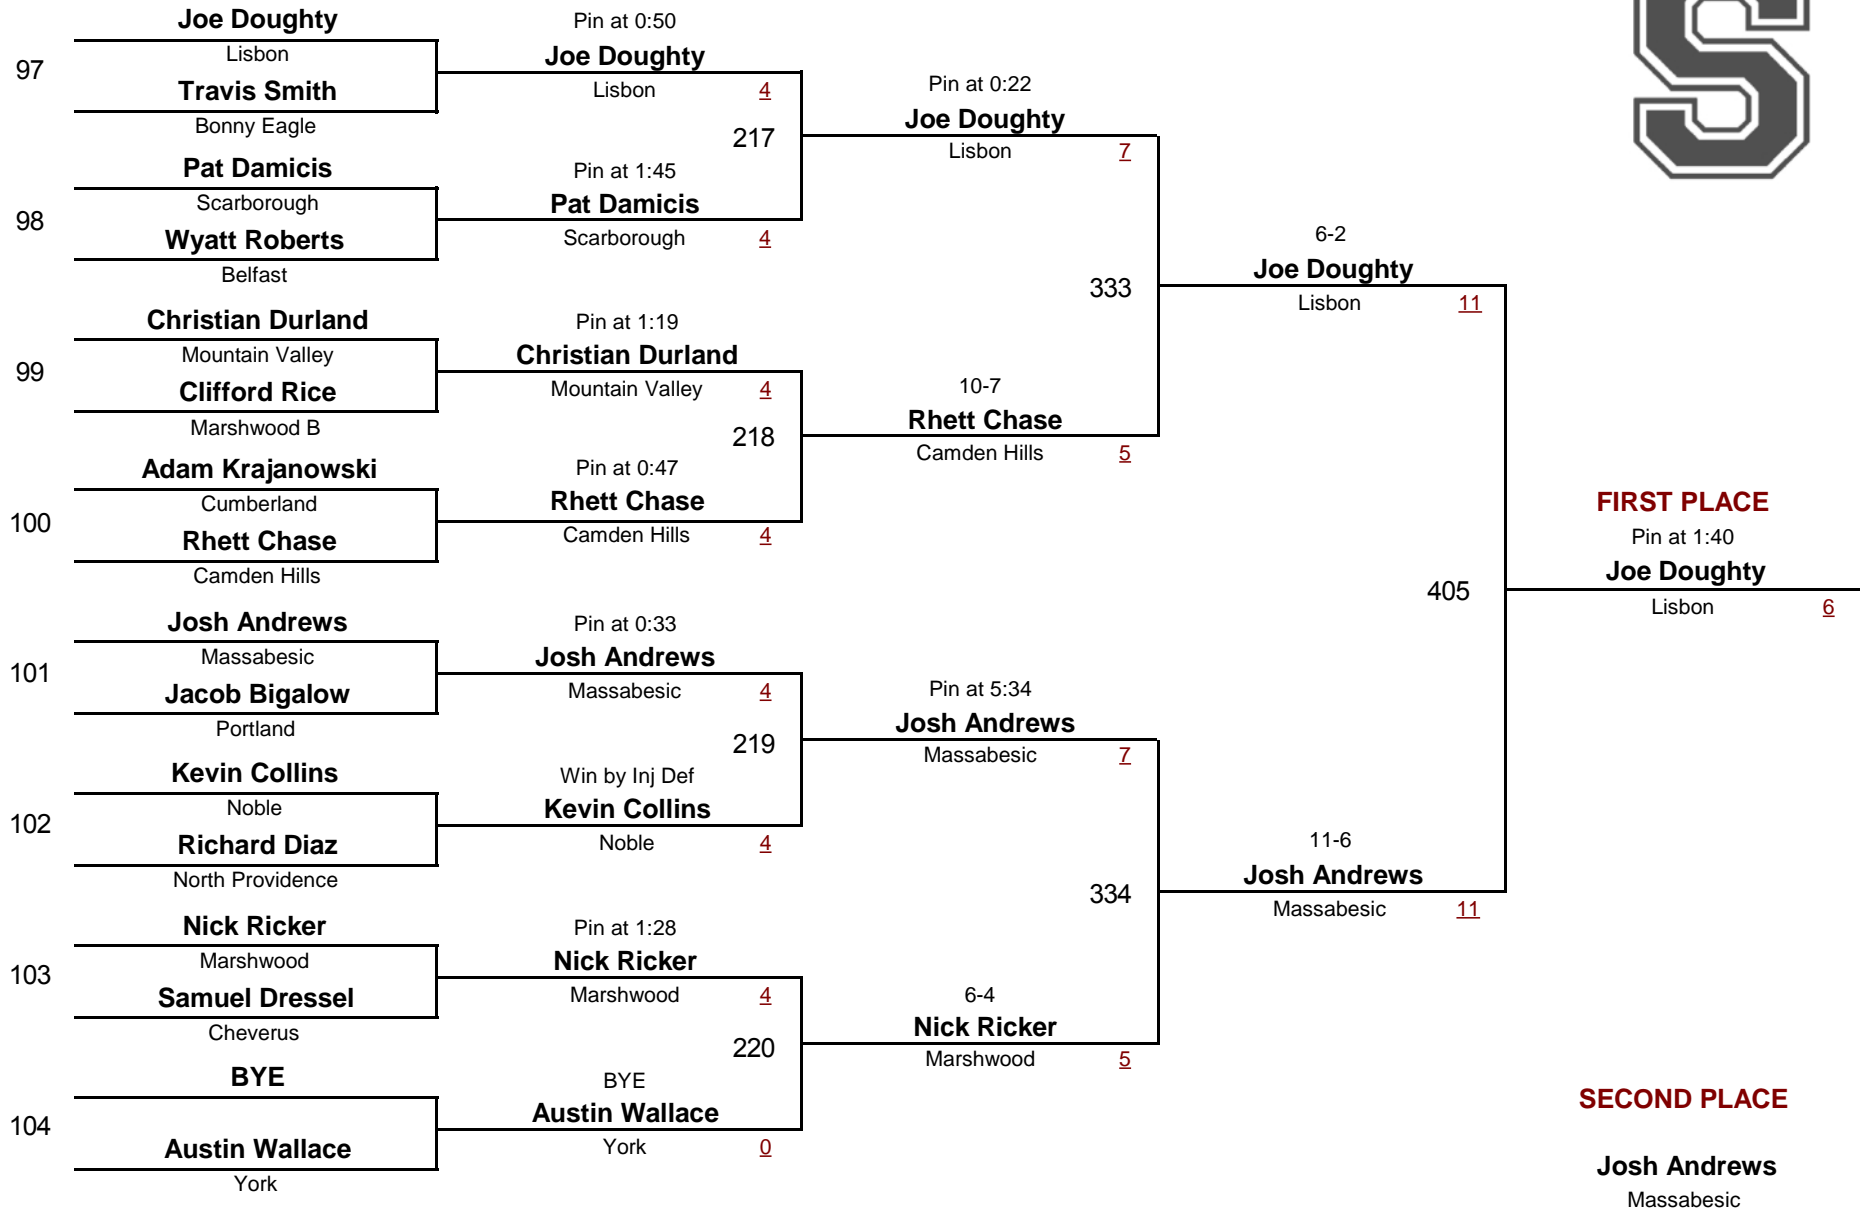 Joe Doughty
Lisbon
97
Travis Smith
Bonny Eagle
Pat Damicis
Scarborough
98
Wyatt Roberts
Belfast
Christian Durland
Mountain Valley
99
Clifford Rice
Marshwood B
Adam Krajanowski
Cumberland
100
Rhett Chase
Camden Hills
Josh Andrews
Massabesic
101
Jacob Bigalow
Portland
Kevin Collins
Noble
102
Richard Diaz
North Providence
Nick Ricker
Marshwood
103
Samuel Dressel
Cheverus
BYE
104
Austin Wallace
York
Pin at 0:50
Joe Doughty
Lisbon 4
217
Pin at 1:45
Pat Damicis
Scarborough 4
Pin at 1:19
Christian Durland
Mountain Valley 4
218
Pin at 0:47
Rhett Chase
Camden Hills 4
Pin at 0:33
Josh Andrews
Massabesic 4
219
Win by Inj Def
Kevin Collins
Noble 4
Pin at 1:28
Nick Ricker
Marshwood 4
220
BYE
Austin Wallace
York 0
Pin at 0:22
Joe Doughty
Lisbon 7
333
10-7
Rhett Chase
Camden Hills 5
Pin at 5:34
Josh Andrews
Massabesic 7
334
6-4
Nick Ricker
Marshwood 5
6-2
Joe Doughty
Lisbon 11
405
11-6
Josh Andrews
Massabesic 11
S
FIRST PLACE
Pin at 1:40
Joe Doughty
Lisbon 6
SECOND PLACE
Josh Andrews
Massabesic